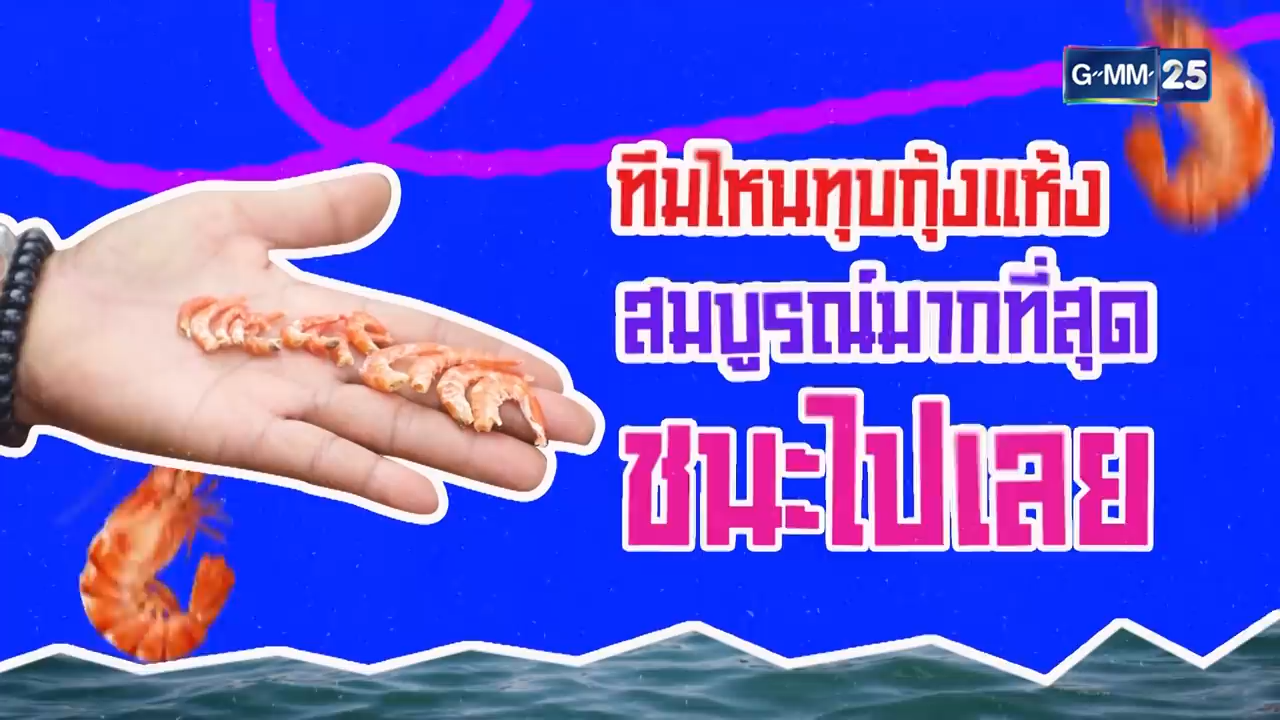 GMM 25
ทีมไหนทุบกุ้งแห้ง
สมบูรณ์มากที่สุด
ชนะไปเลย